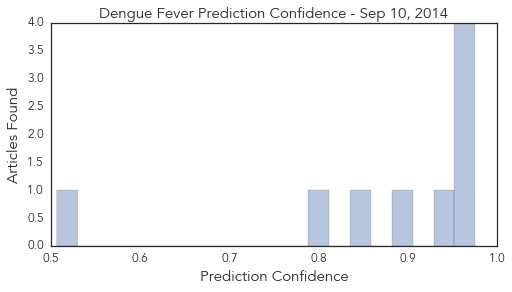 Dengue Fever Prediction Confidence - Sep 10, 2014
4.0
3.5
3.0
2.5
2.0
1.5
1.0
0.5
0.0
Articles Found
0.5 0.6 0.7 0.8 0.9 1.0
Prediction Confidence